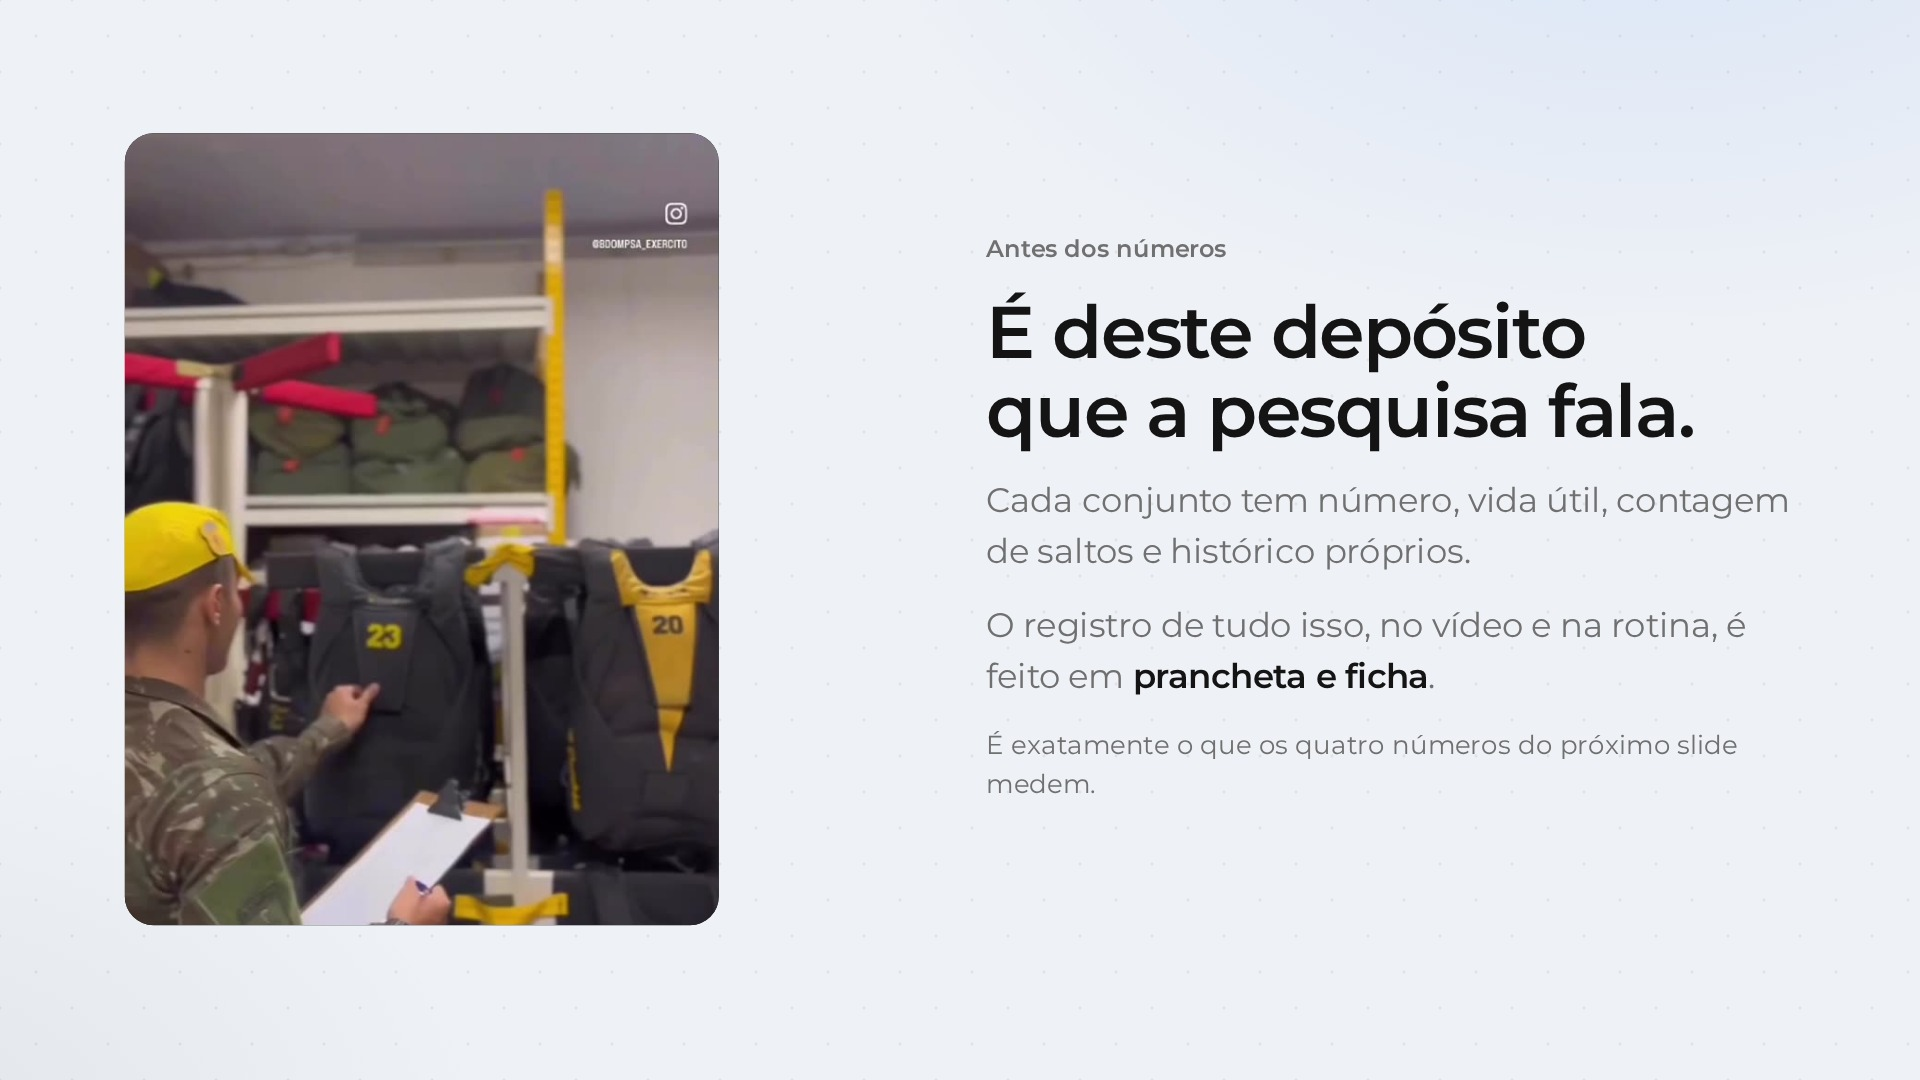 @BDOMPSA_EXERCITO
23
20
Antes dos números
É deste depósito
que a pesquisa fala.
Cada conjunto tem número, vida útil, contagem
de saltos e histórico próprios.
O registro de tudo isso, no vídeo e na rotina, é
feito em prancheta e ficha.
É exatamente o que os quatro números do próximo slide
medem.